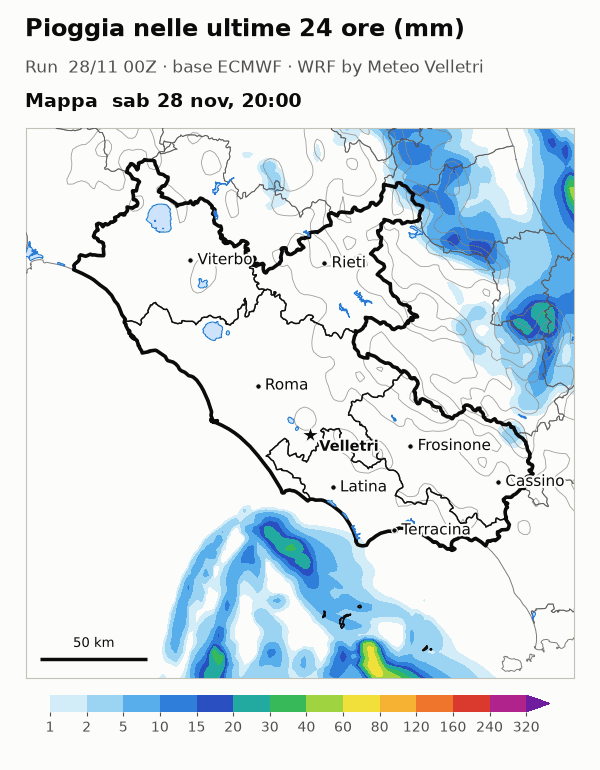 Pioggia nelle ultime 24 ore (mm)
Run  28/11 00Z · base ECMWF · WRF by Meteo Velletri
Mappa  sab 28 nov, 20:00
Viterbo
Rieti
Roma
Velletri
Frosinone
Cassino
Latina
Terracina
50 km
1 2 5 10 15 20 30 40 60 80 120 160 240 320